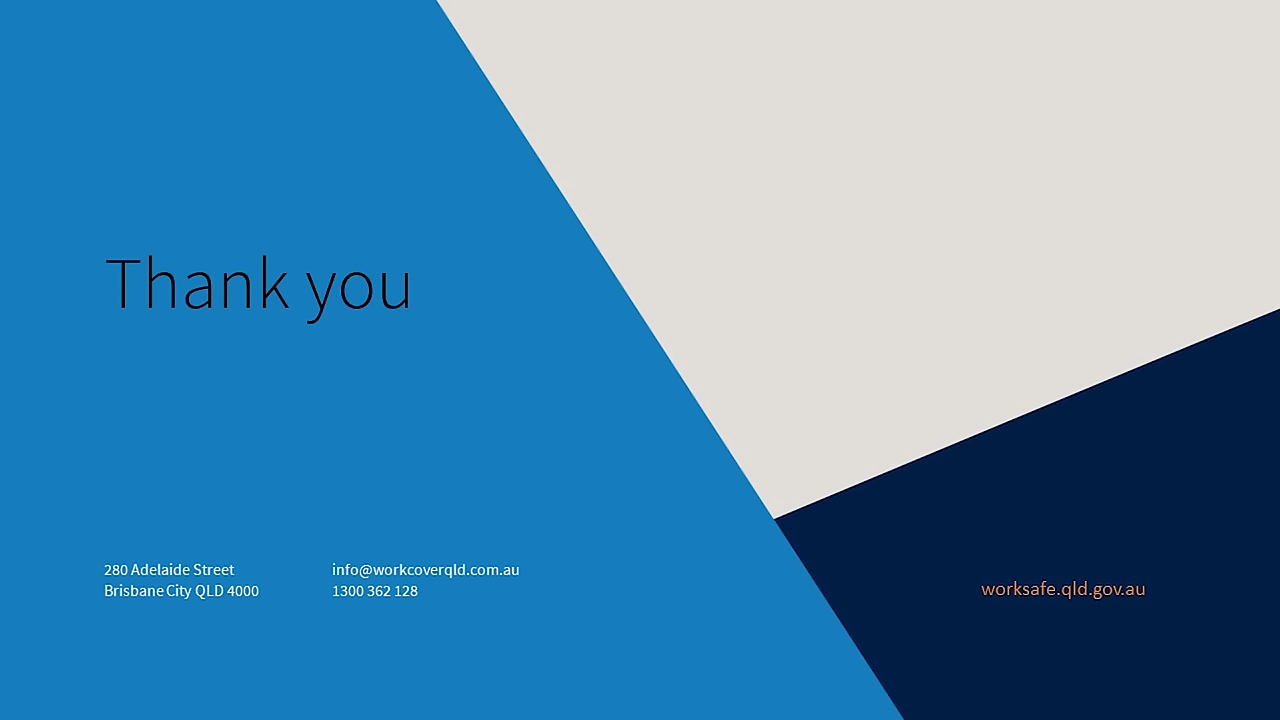 Thank you
280 Adelaide Street
Brisbane City QLD 4000
info@workcoverqld.com.au
1300 362 128
worksafe.qld.gov.au